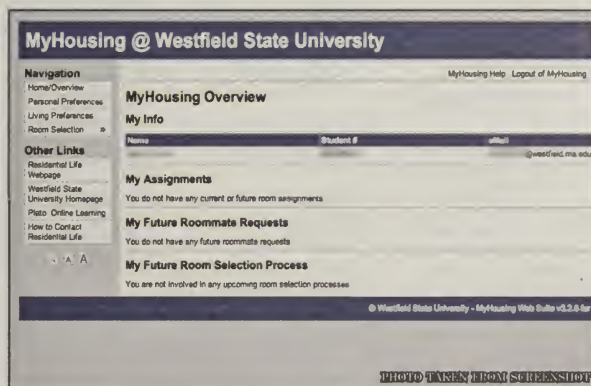 MyHousing @ Westfield State University
Navigation
Home/Overview
Personal Preferences
Living Preferences
Room Selection »
Other Links
Residential Life
Webpage
Westfield State
University Homepage
Plato Online Learning
How to Contact
Residential Life
A A
MyHousing Help Logout of MyHousing
MyHousing Overview
My Info
Name Student # eMail
@westfield.ma.edu
My Assignments
You do not have any current or future room assignments
My Future Roommate Requests
You do not have any future roommate requests
My Future Room Selection Process
You are not involved in any upcoming room selection processes
© Westfield State University - MyHousing Web Suite v3.2.6 for
PHOTO TAKEN FROM SCREENSHOT